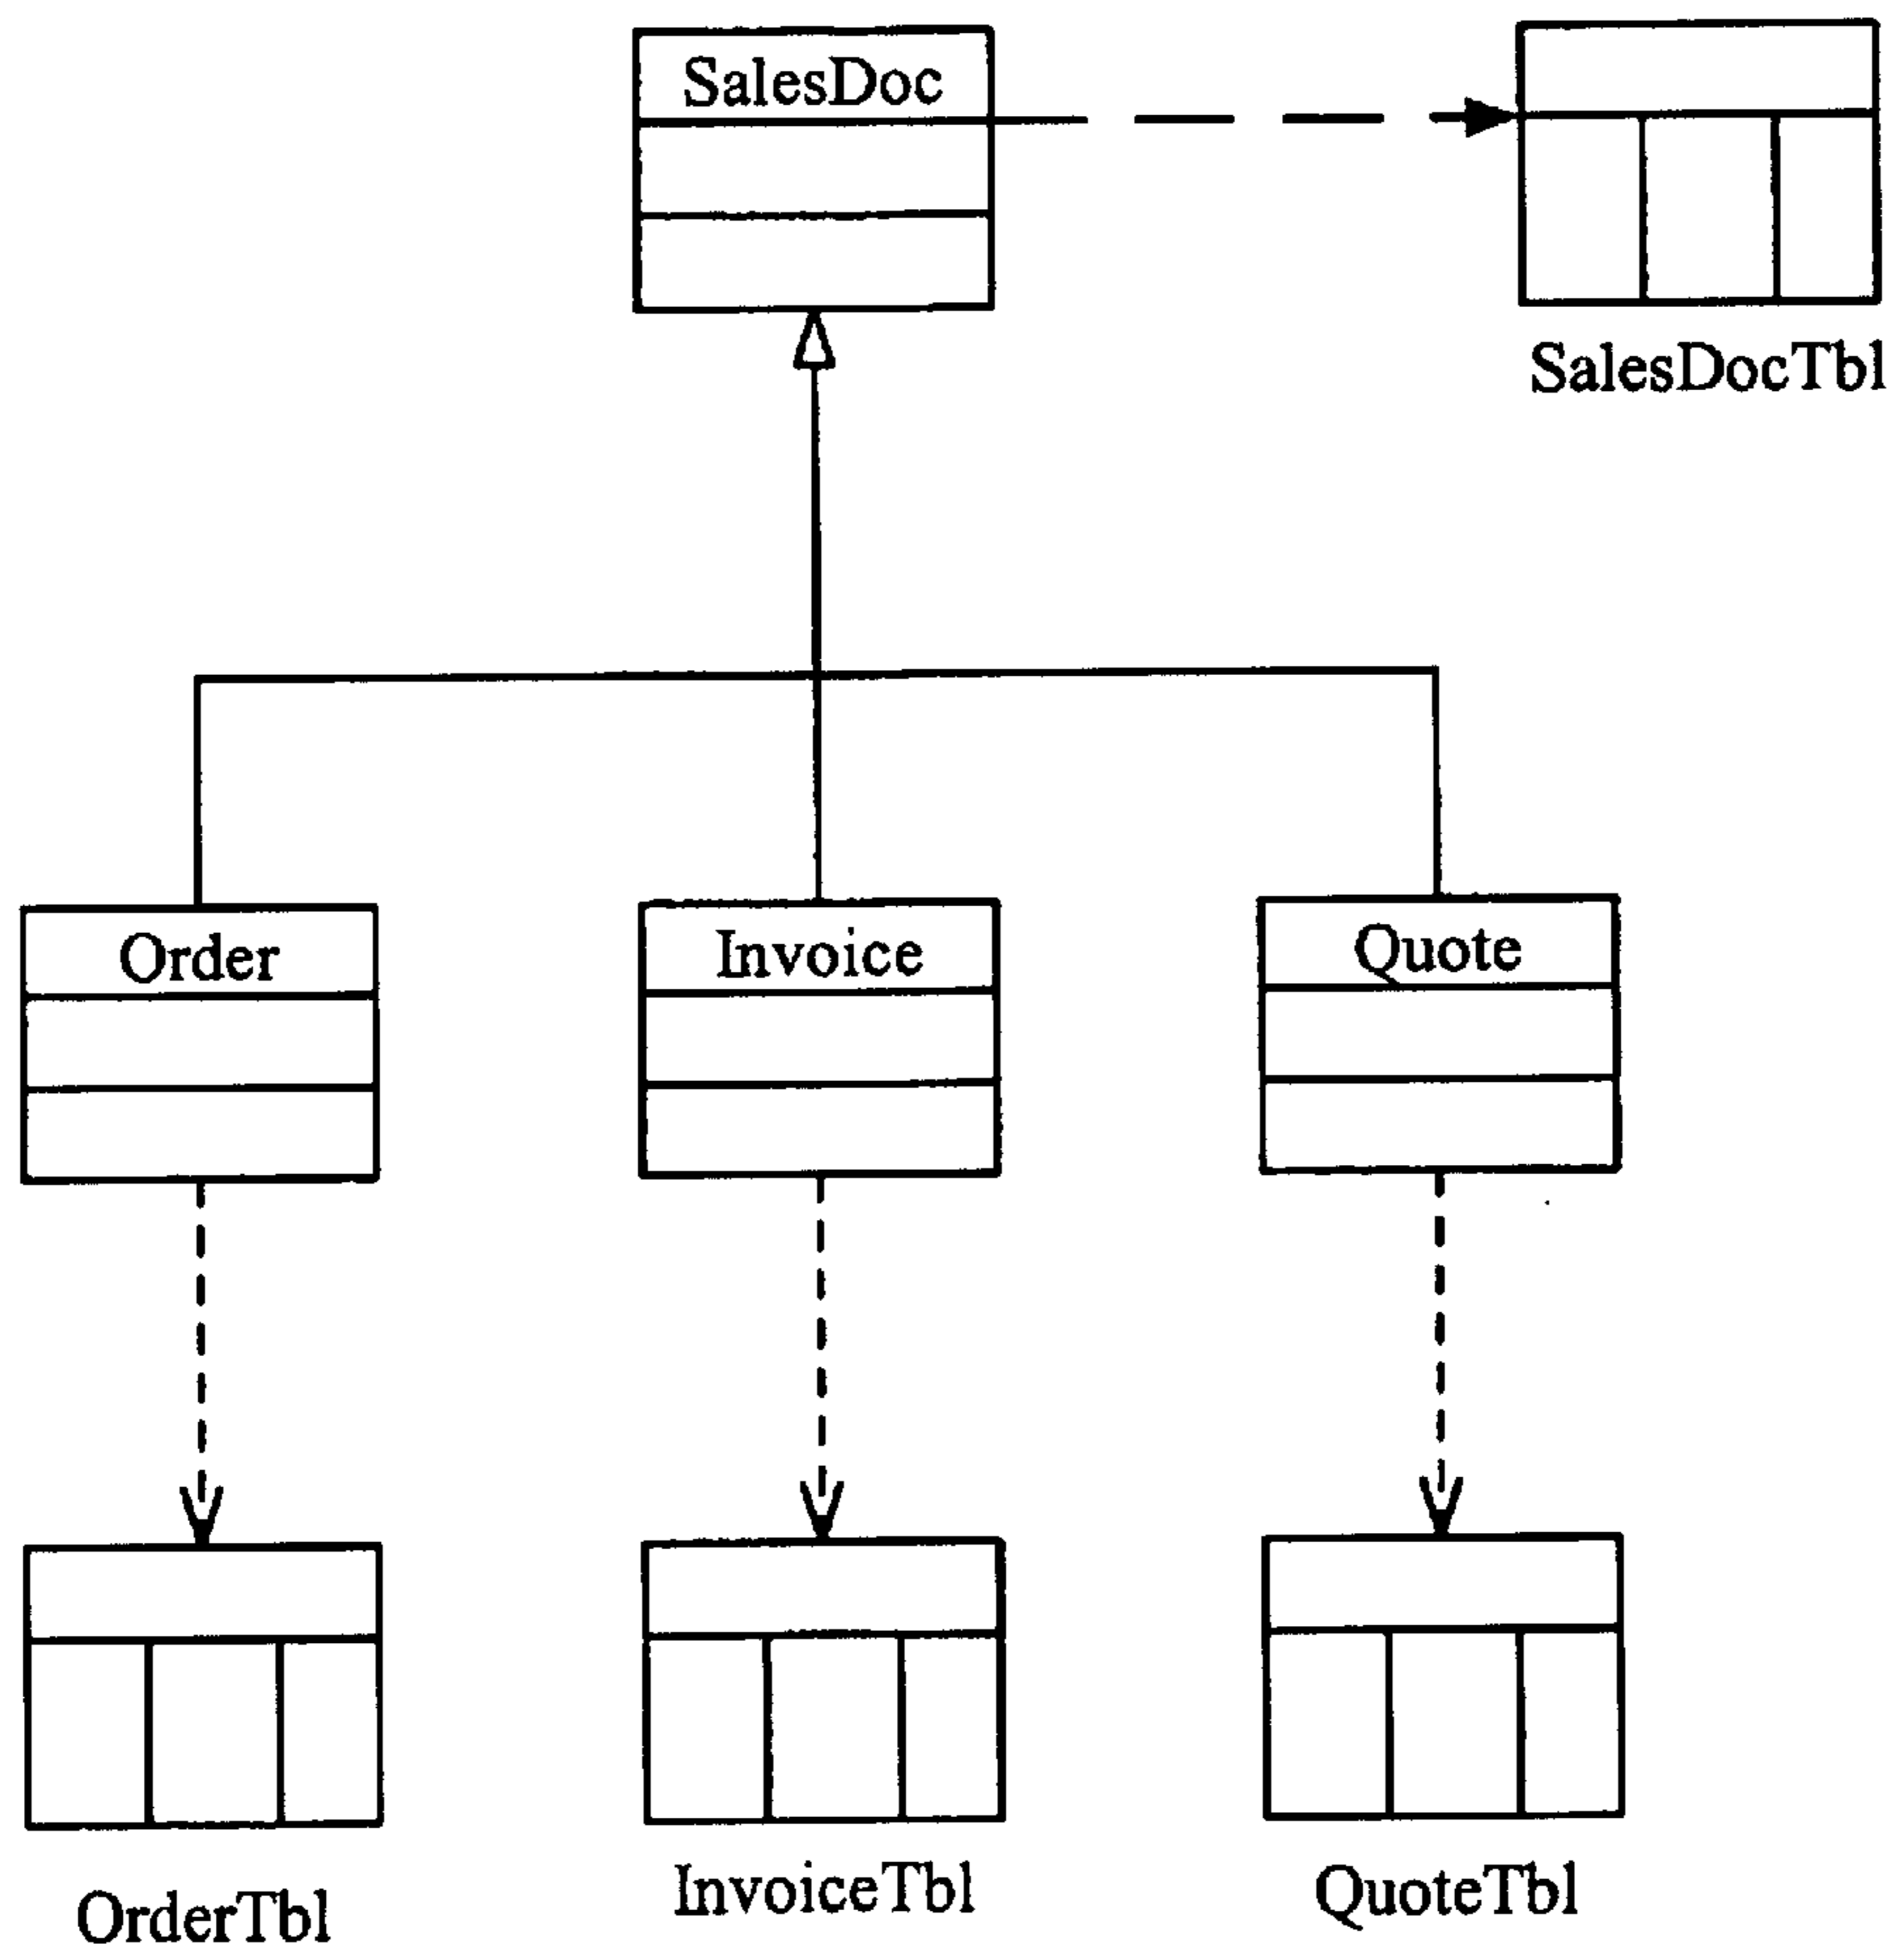 SalesDoc
SalesDocTbl
Order
Invoice
Quote
OrderTbl
InvoiceTbl
QuoteTbl